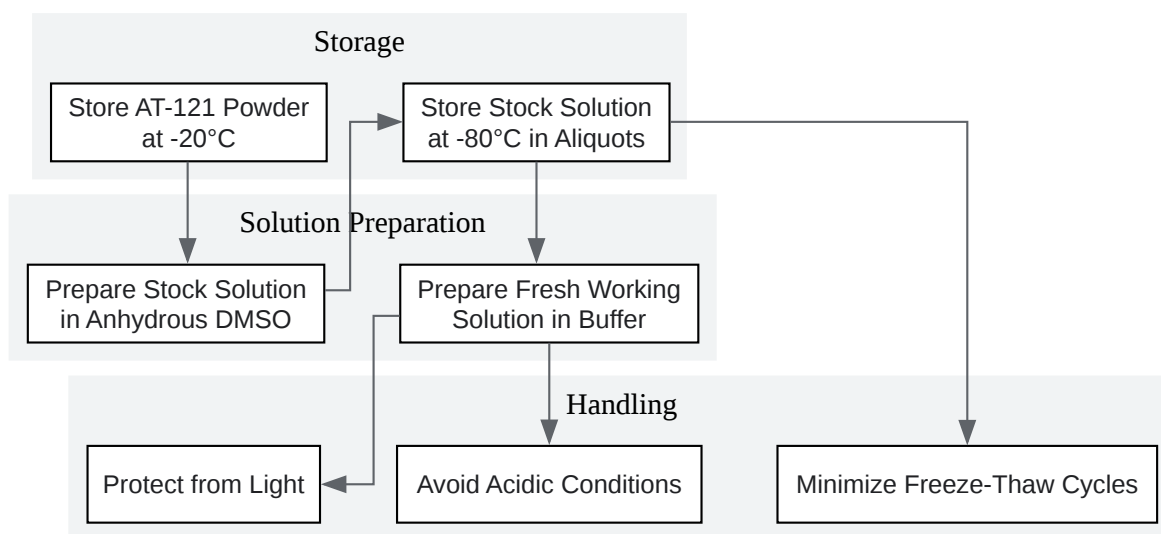 Storage
Store AT-121 Powder
at -20°C
Store Stock Solution
at -80°C in Aliquots
Solution Preparation
Prepare Stock Solution
in Anhydrous DMSO
Prepare Fresh Working
Solution in Buffer
Handling
Protect from Light
Avoid Acidic Conditions
Minimize Freeze-Thaw Cycles